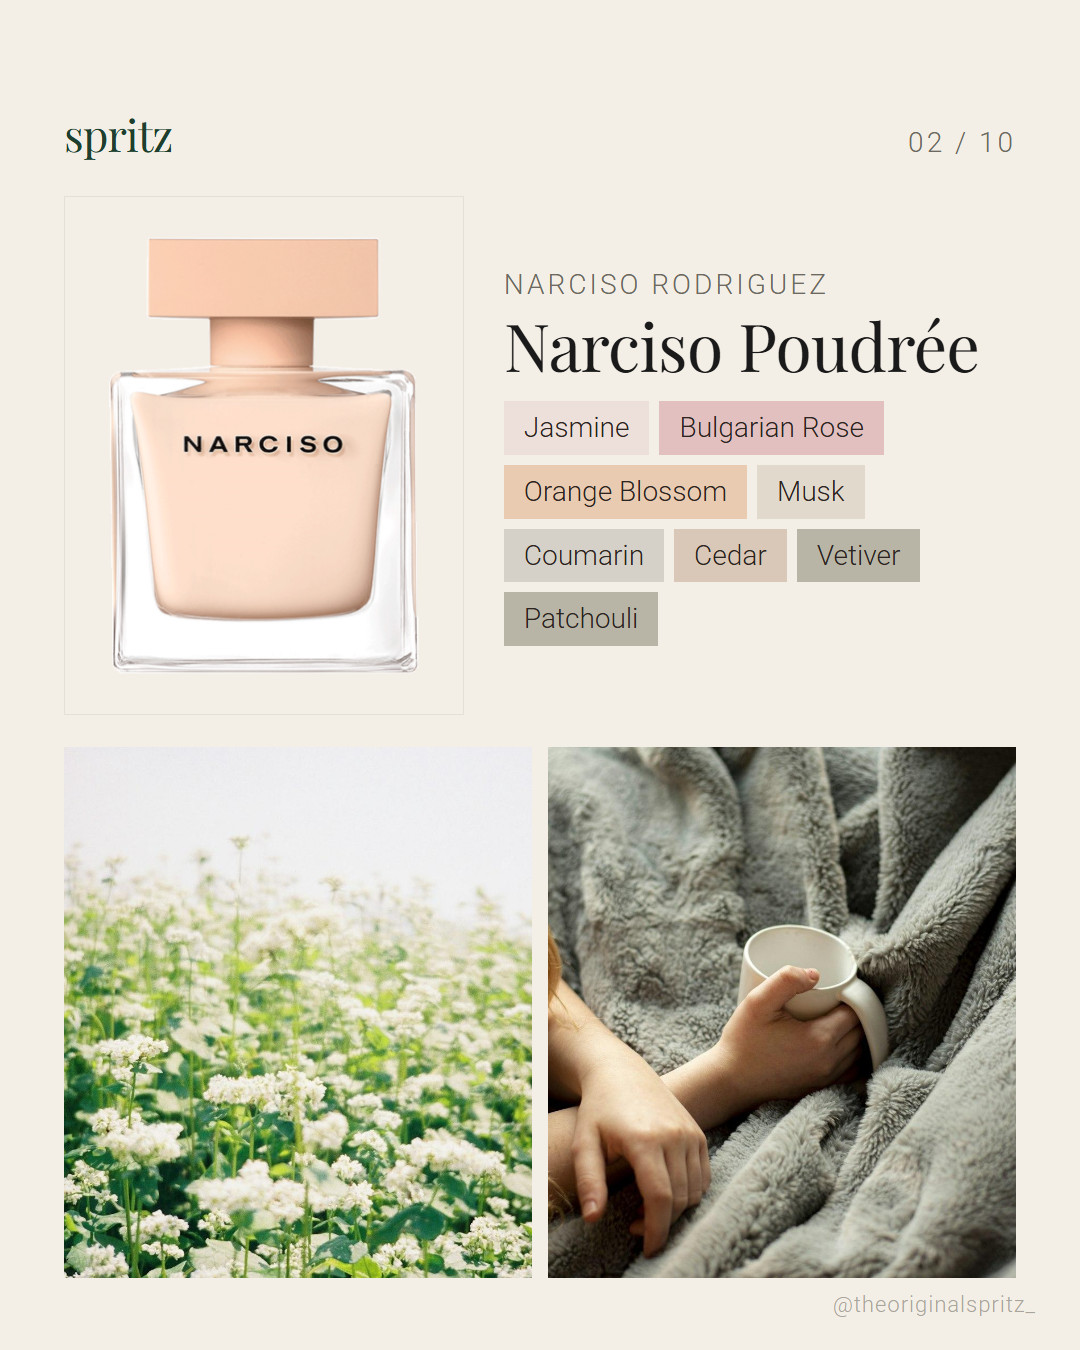 spritz
02 / 10
NARCISO RODRIGUEZ
Narciso Poudrée
NARCISO
Jasmine
Bulgarian Rose
Orange Blossom
Musk
Coumarin
Cedar
Vetiver
Patchouli
@theoriginalspritz_